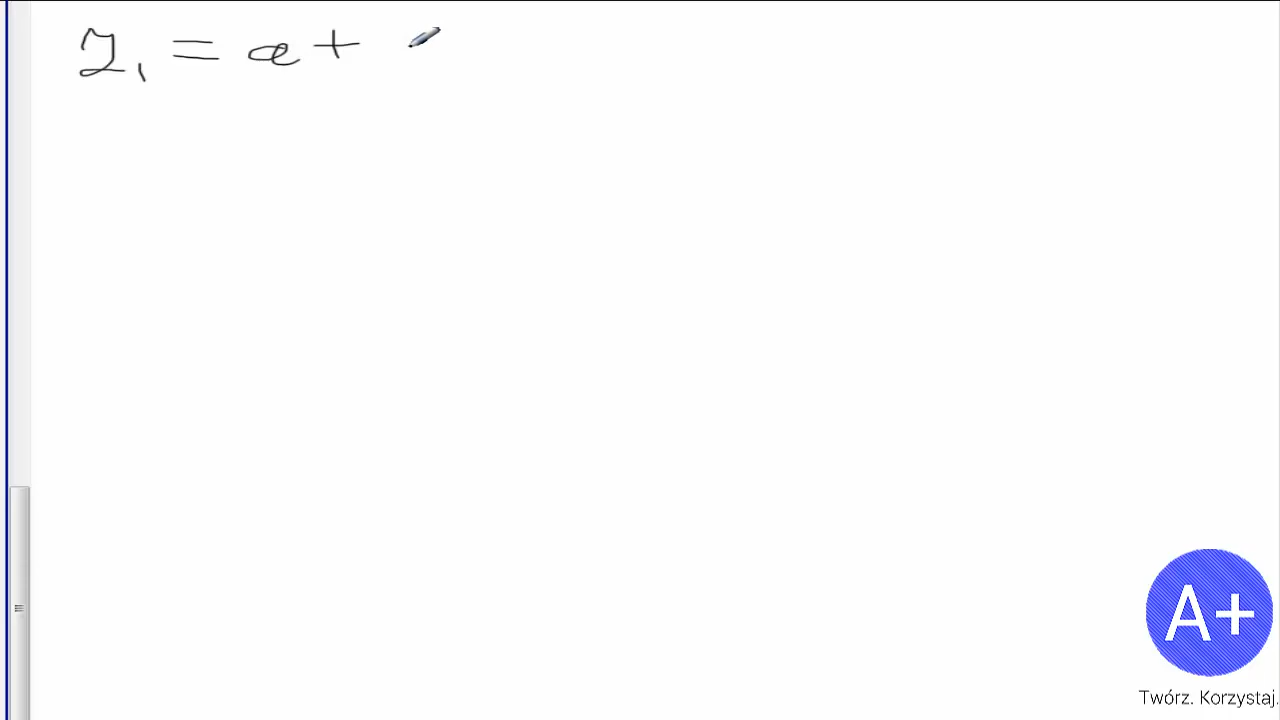 z₁ = a +
A+
Twórz. Korzystaj.